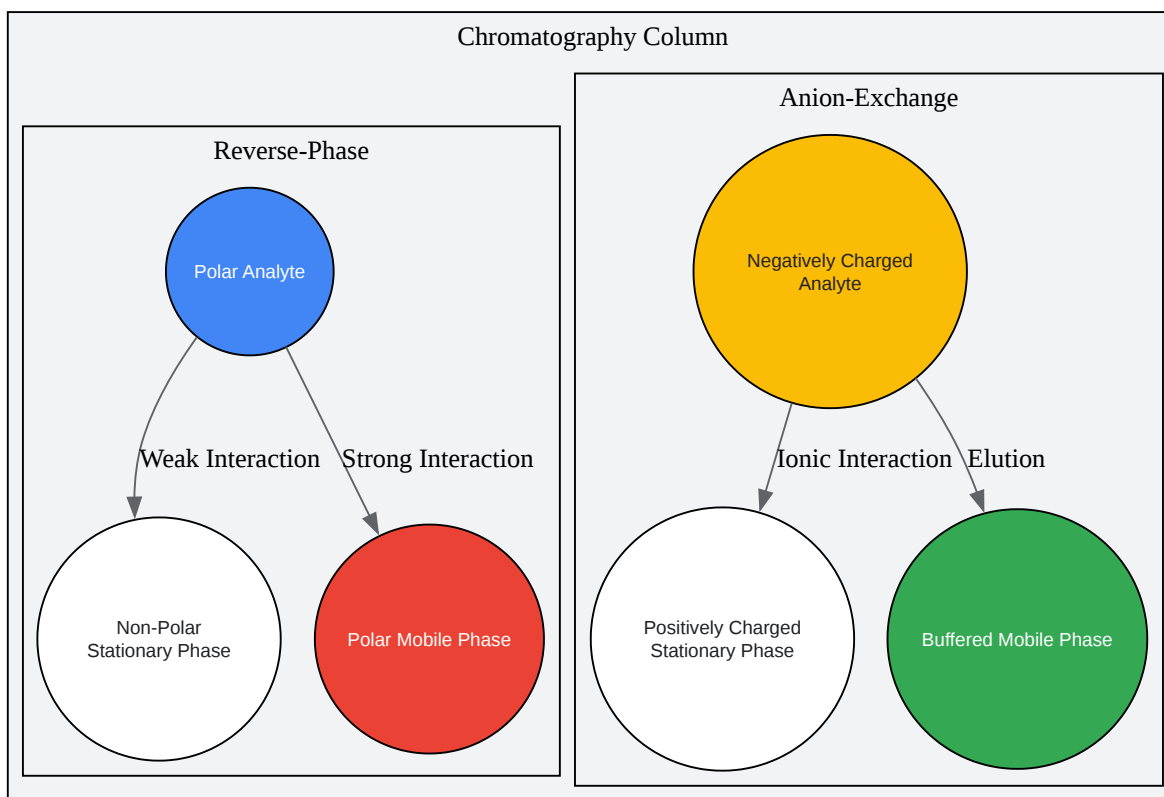 Chromatography Column
Reverse-Phase
Polar Analyte
Weak Interaction
Strong Interaction
Non-Polar
Stationary Phase
Polar Mobile Phase
Anion-Exchange
Negatively Charged
Analyte
Ionic Interaction
Elution
Positively Charged
Stationary Phase
Buffered Mobile Phase